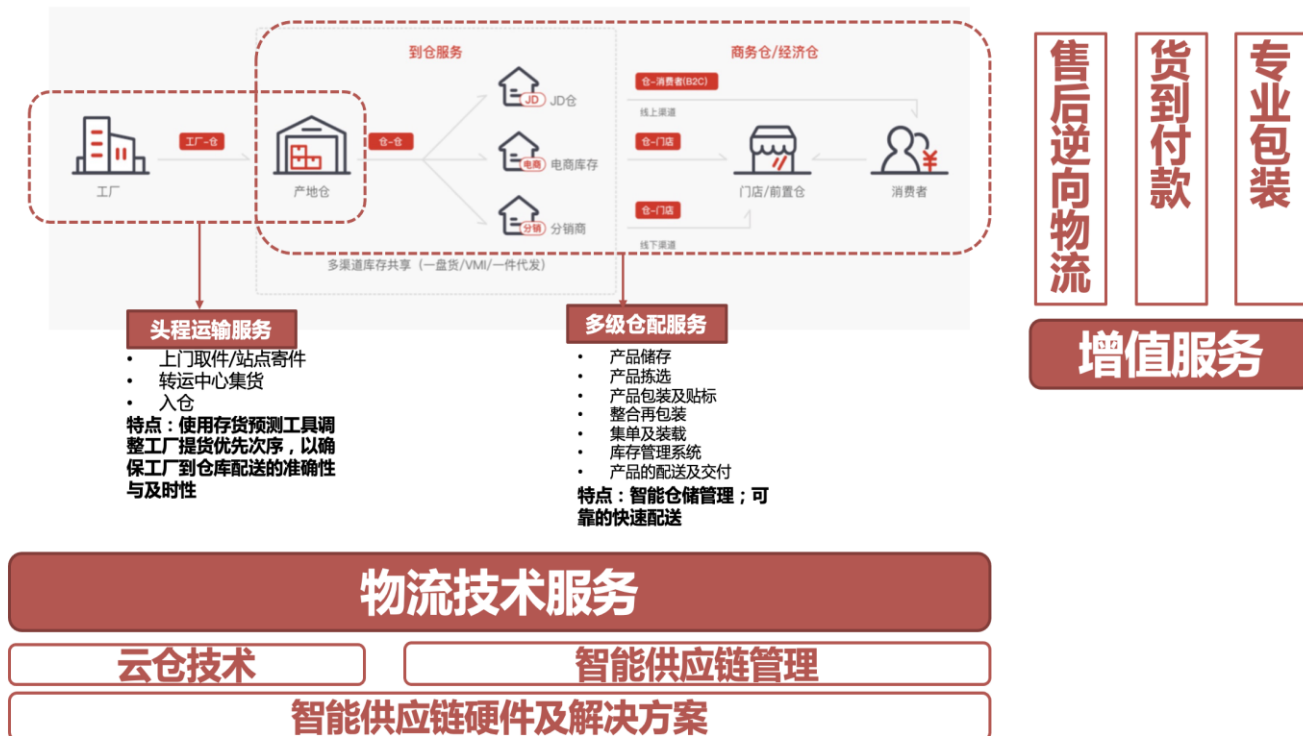 到仓服务
商务仓/经济仓
工厂-仓
仓-仓
JD
JD仓
电商
电商库存
分销
分销商
仓-消费者(B2C)
线上渠道
仓-门店
仓-门店
线下渠道
工厂
产地仓
门店/前置仓
消费者
多渠道库存共享（一盘货/VMI/一件代发）
头程运输服务
• 上门取件/站点寄件
• 转运中心集货
• 入仓
特点：使用存货预测工具调
整工厂提货优先次序，以确
保工厂到仓库配送的准确性
与及时性
多级仓配服务
• 产品储存
• 产品拣选
• 产品包装及贴标
• 整合再包装
• 集单及装载
• 库存管理系统
• 产品的配送及交付
特点：智能仓储管理；可
靠的快速配送
售后逆向物流
货到付款
专业包装
增值服务
物流技术服务
云仓技术
智能供应链管理
智能供应链硬件及解决方案